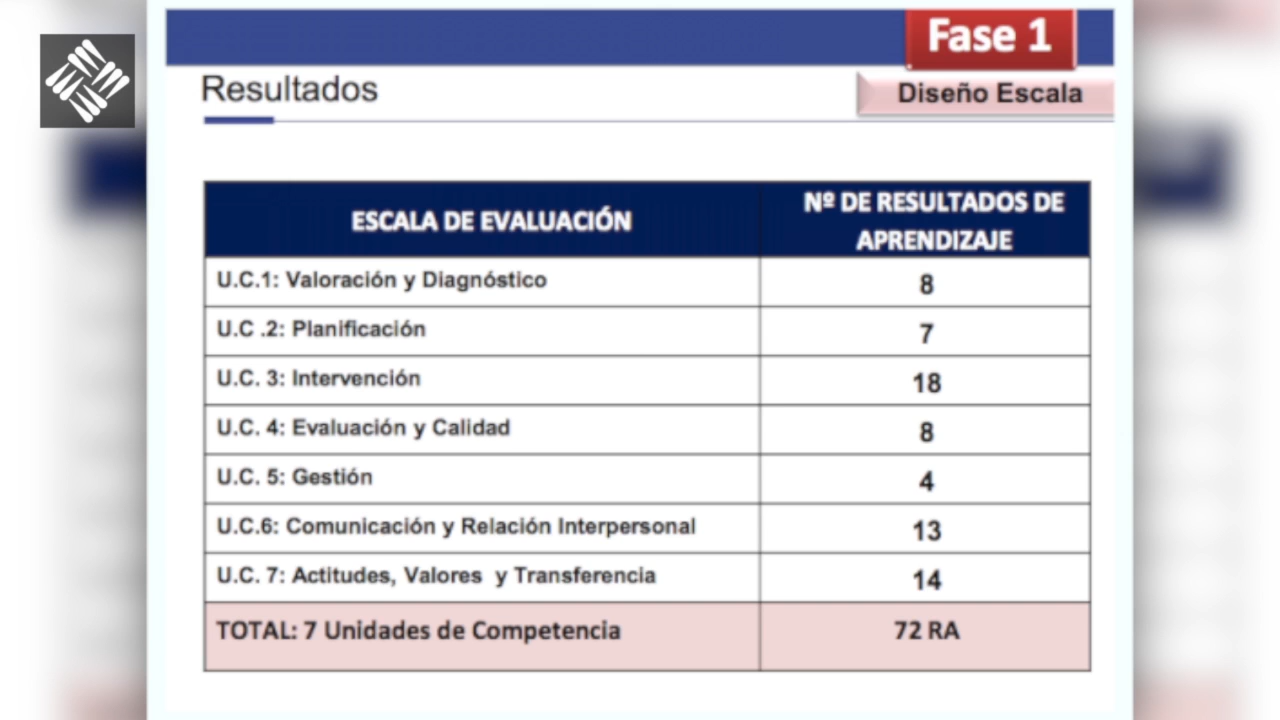 Fase 1
Resultados
Diseño Escala
ESCALA DE EVALUACIÓN
Nº DE RESULTADOS DE
APRENDIZAJE
U.C.1: Valoración y Diagnóstico
8
U.C .2: Planificación
7
U.C. 3: Intervención
18
U.C. 4: Evaluación y Calidad
8
U.C. 5: Gestión
4
U.C.6: Comunicación y Relación Interpersonal
13
U.C. 7: Actitudes, Valores  y Transferencia
14
TOTAL: 7 Unidades de Competencia
72 RA